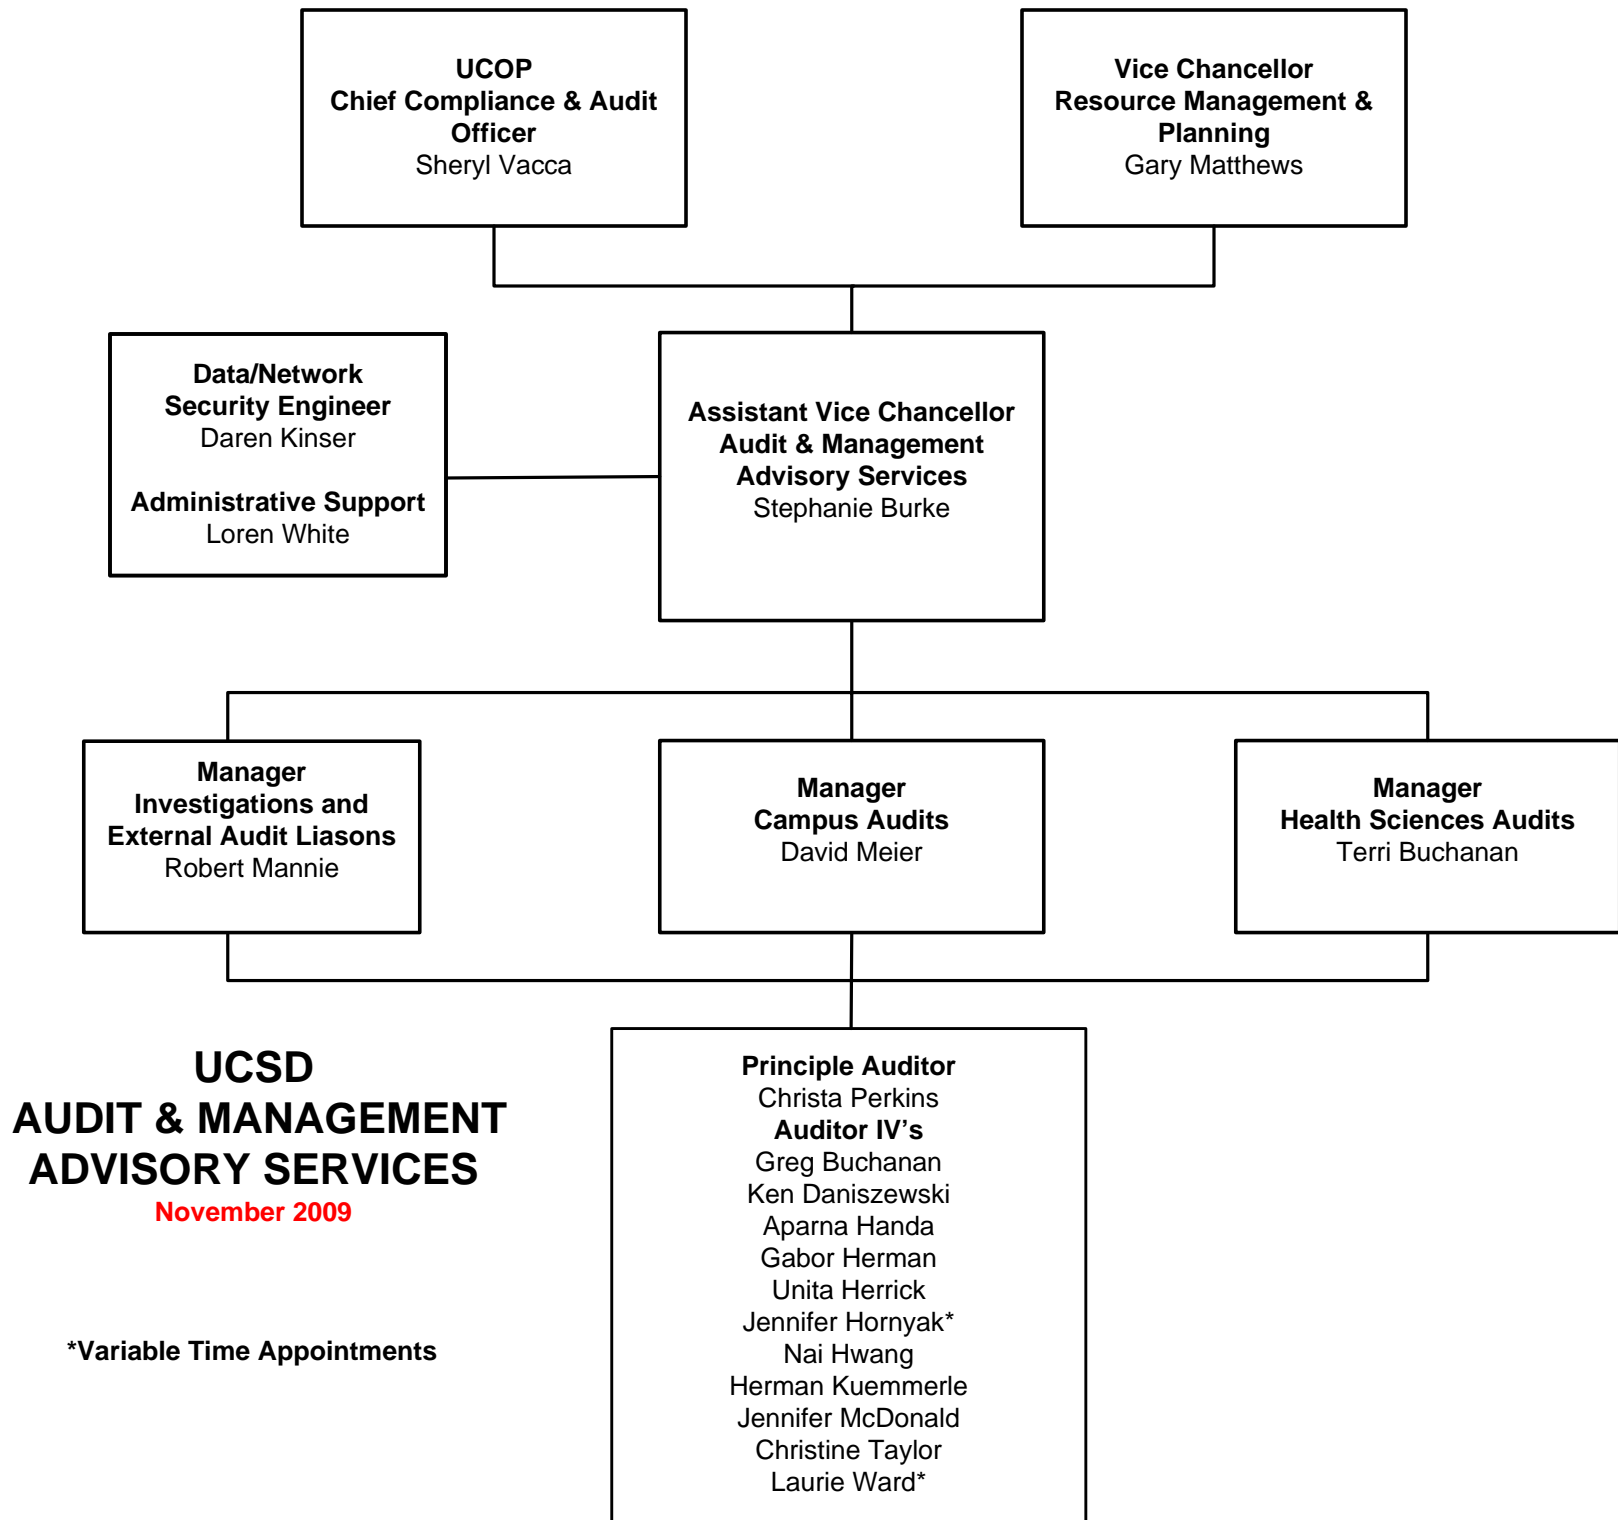 UCOP
Chief Compliance & Audit
Officer
Sheryl Vacca
Vice Chancellor
Resource Management &
Planning
Gary Matthews
Data/Network
Security Engineer
Daren Kinser
Administrative Support
Loren White
Assistant Vice Chancellor
Audit & Management
Advisory Services
Stephanie Burke
Manager
Investigations and
External Audit Liasons
Robert Mannie
Manager
Campus Audits
David Meier
Manager
Health Sciences Audits
Terri Buchanan
UCSD
AUDIT & MANAGEMENT
ADVISORY SERVICES
November 2009
*Variable Time Appointments
Principle Auditor
Christa Perkins
Auditor IV’s
Greg Buchanan
Ken Daniszewski
Aparna Handa
Gabor Herman
Unita Herrick
Jennifer Hornyak*
Nai Hwang
Herman Kuemmerle
Jennifer McDonald
Christine Taylor
Laurie Ward*